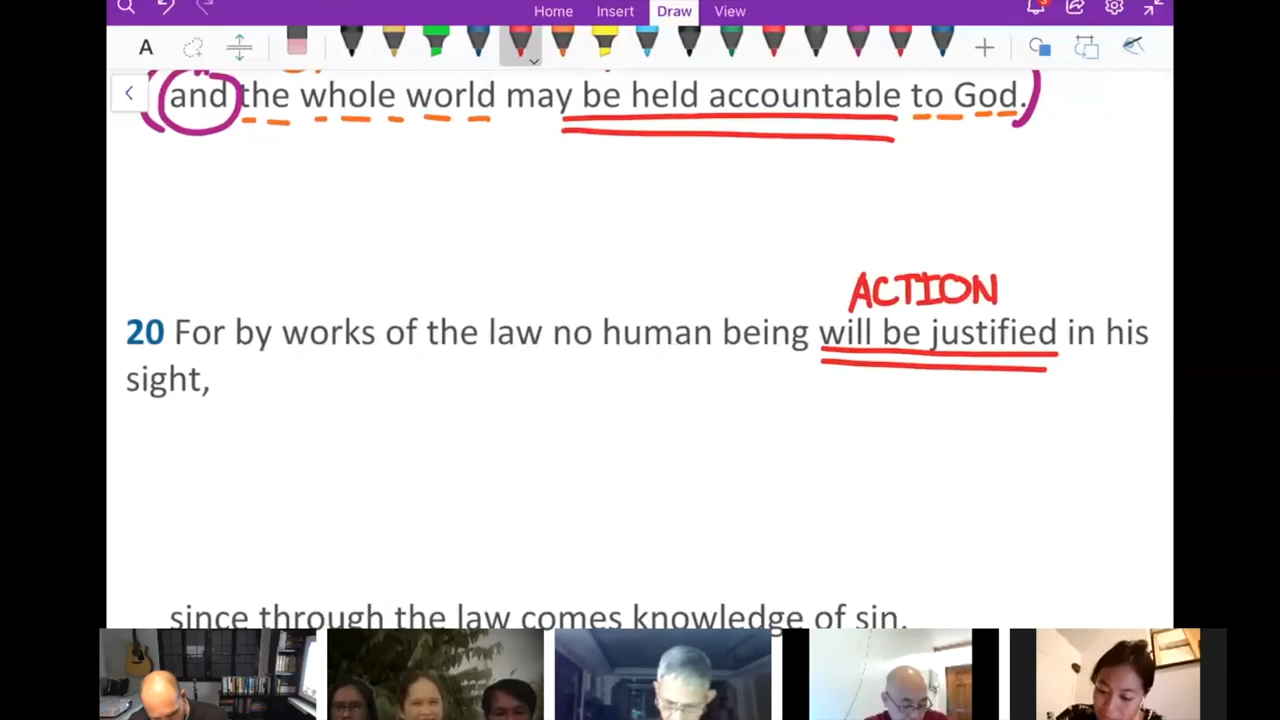 Home Insert Draw View
A
and the whole world may be held accountable to God.
ACTION
20 For by works of the law no human being will be justified in his
sight,
since through the law comes knowledge of sin.